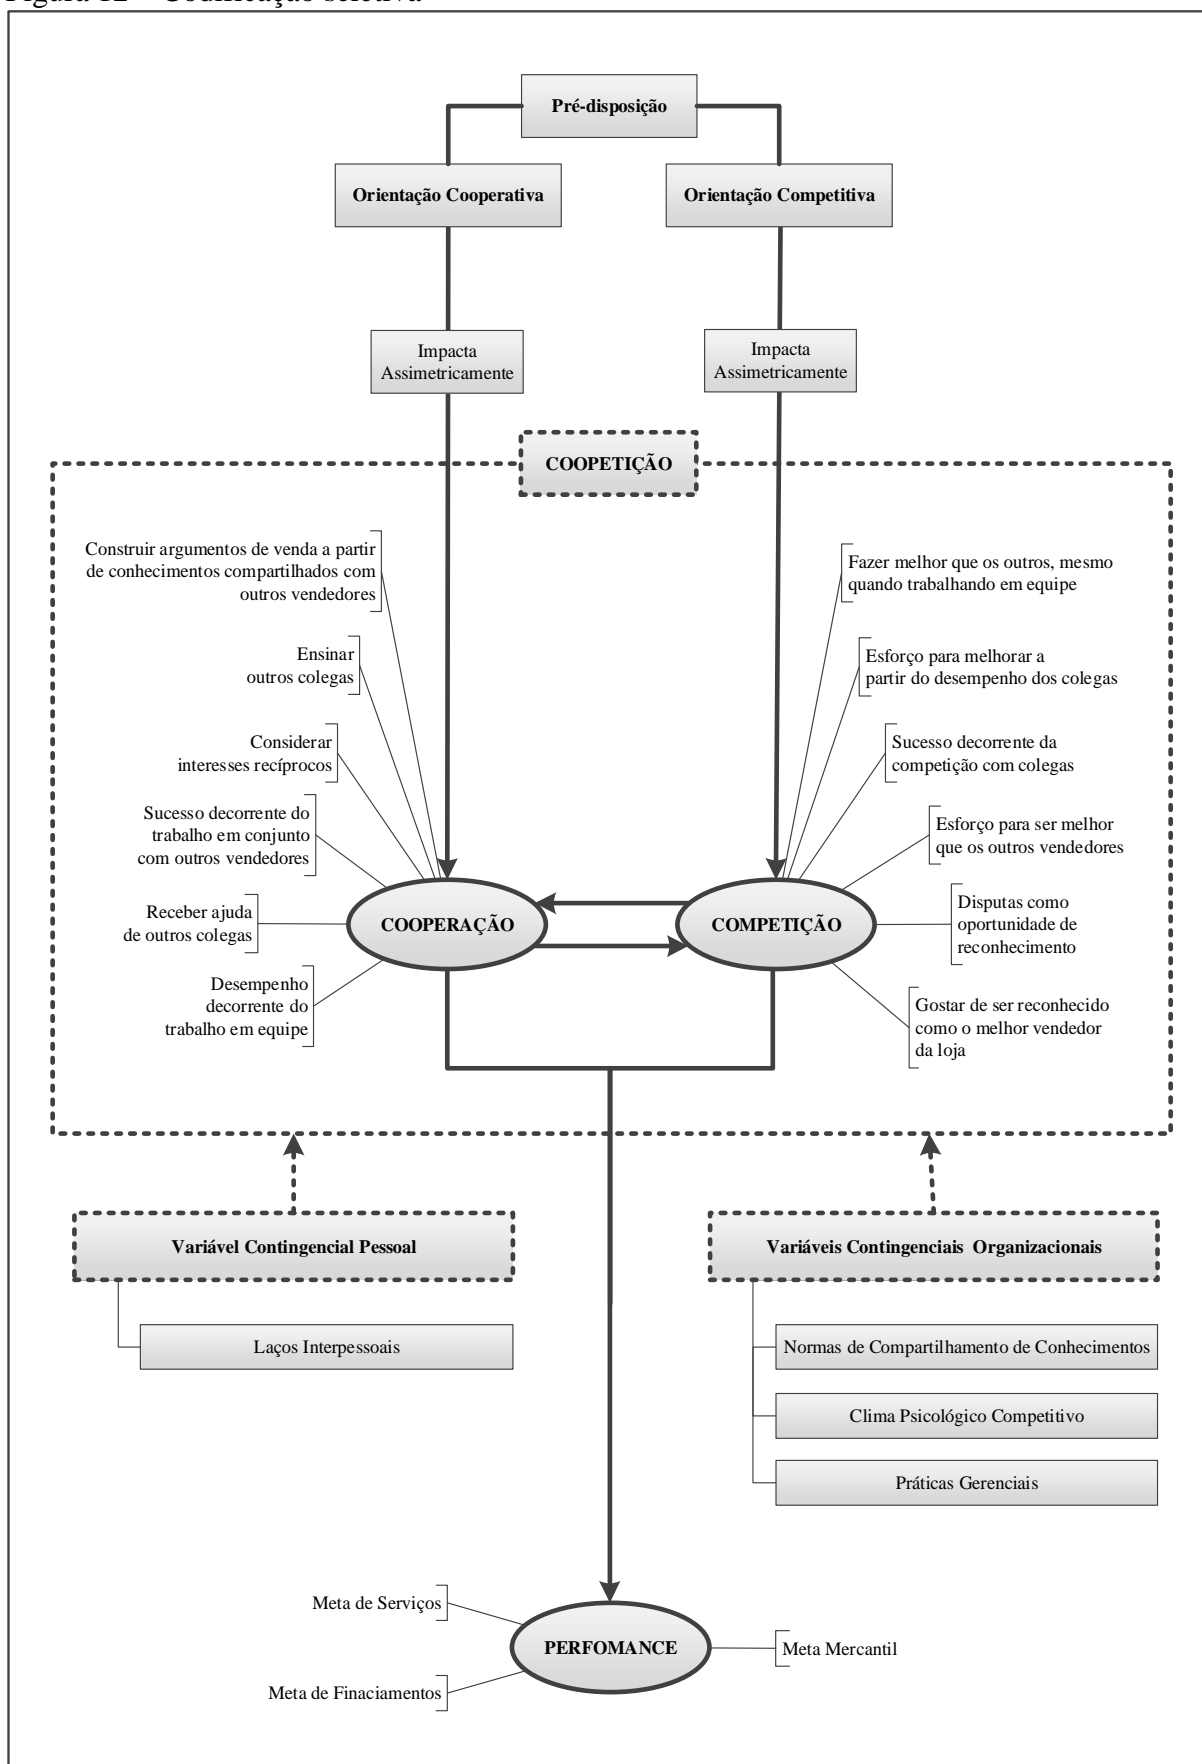 Figura 12 – Codificação seletiva
Pré-disposição
Orientação Cooperativa
Orientação Competitiva
Impacta
Assimetricamente
Impacta
Assimetricamente
COOPETIÇÃO
Construir argumentos de venda a partir
de conhecimentos compartilhados com
outros vendedores
Ensinar
outros colegas
Considerar
interesses recíprocos
Sucesso decorrente do
trabalho em conjunto
com outros vendedores
Receber ajuda
de outros colegas
Desempenho
decorrente do
trabalho em equipe
COOPERAÇÃO
Fazer melhor que os outros, mesmo
quando trabalhando em equipe
Esforço para melhorar a
partir do desempenho dos colegas
Sucesso decorrente da
competição com colegas
Esforço para ser melhor
que os outros vendedores
Disputas como
oportunidade de
reconhecimento
Gostar de ser reconhecido
como o melhor vendedor
da loja
COMPETIÇÃO
Variável Contingencial Pessoal
Laços Interpessoais
Variáveis Contingenciais Organizacionais
Normas de Compartilhamento de Conhecimentos
Clima Psicológico Competitivo
Práticas Gerenciais
Meta de Serviços
PERFOMANCE
Meta Mercantil
Meta de Finaciamentos